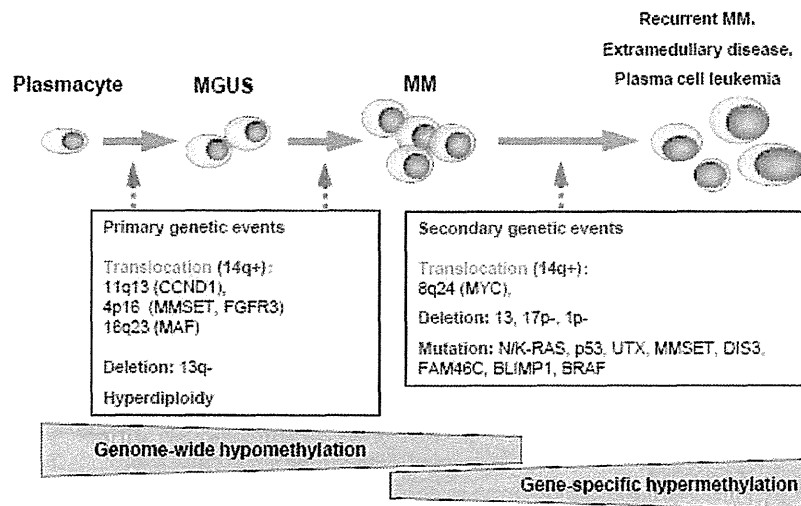 Recurrent MM.
Extramedullary disease.
Plasma cell leukemia
Plasmacyte
MGUS
MM
Primary genetic events
Translocation (14q+):
11q13 (CCND1),
4p16 (MMSET, FGFR3)
16q23 (MAF)
Deletion: 13q-
Hyperdiploidy
Secondary genetic events
Translocation (14q+):
8q24 (MYC),
Deletion: 13, 17p-, 1p-
Mutation: N/K-RAS, p53, UTX, MMSET, DIS3,
FAM46C, BLIMP1, BRAF
Genome-wide hypomethylation
Gene-specific hypermethylation